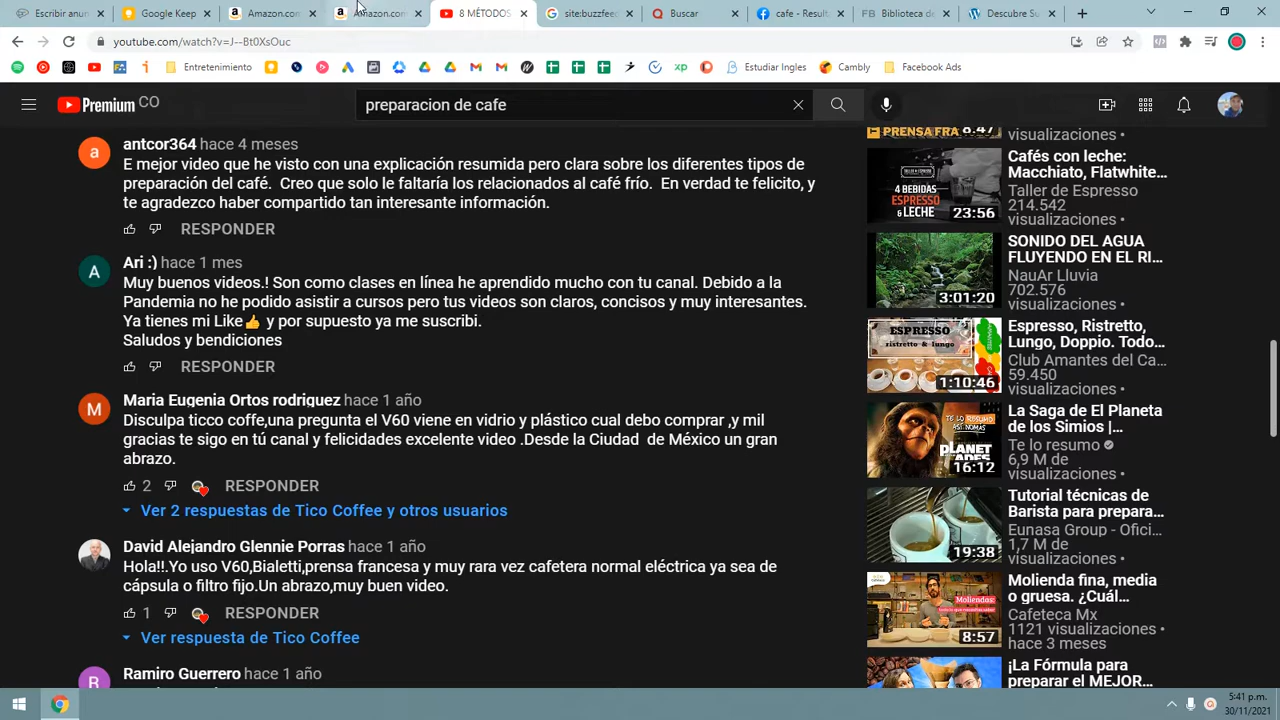 Escribir anun
Google Keep
Amazon.com
Amazon.com
8 MÉTODOS
site:buzzfee
Buscar
cafe - Result
Biblioteca de
Descubre Su
youtube.com/watch?v=J--Bt0XsOuc
Entretenimiento
Estudiar Ingles
Cambly
Facebook Ads
Premium CO
preparacion de cafe
antcor364 hace 4 meses
E mejor video que he visto con una explicación resumida pero clara sobre los diferentes tipos de
preparación del café. Creo que solo le faltaría los relacionados al café frío. En verdad te felicito, y
te agradezco haber compartido tan interesante información.
RESPONDER
Ari :) hace 1 mes
Muy buenos videos.! Son como clases en línea he aprendido mucho con tu canal. Debido a la
Pandemia no he podido asistir a cursos pero tus videos son claros, concisos y muy interesantes.
Ya tienes mi Like👍 y por supuesto ya me suscribi.
Saludos y bendiciones
RESPONDER
Maria Eugenia Ortos rodriguez hace 1 año
Disculpa ticco coffe,una pregunta el V60 viene en vidrio y plástico cual debo comprar ,y mil
gracias te sigo en tú canal y felicidades excelente video .Desde la Ciudad de México un gran
abrazo.
2 RESPONDER
Ver 2 respuestas de Tico Coffee y otros usuarios
David Alejandro Glennie Porras hace 1 año
Hola!!.Yo uso V60,Bialetti,prensa francesa y muy rara vez cafetera normal eléctrica ya sea de
cápsula o filtro fijo.Un abrazo,muy buen video.
1 RESPONDER
Ver respuesta de Tico Coffee
Ramiro Guerrero hace 1 año
PRENSA FRA
8:47
visualizaciones •
4 BEBIDAS
ESPRESSO
& LECHE
23:56
Cafés con leche:
Macchiato, Flatwhite...
Taller de Espresso
214.542
visualizaciones •
3:01:20
SONIDO DEL AGUA
FLUYENDO EN EL RI...
NauAr Lluvia
702.576
visualizaciones •
ESPRESSO
ristretto & lungo
1:10:46
Espresso, Ristretto,
Lungo, Doppio. Todo...
Club Amantes del Ca...
59.450
visualizaciones •
TE LO RESUMO
ASÍ NOMÁS
PLANET
APES
16:12
La Saga de El Planeta
de los Simios |...
Te lo resumo
6,9 M de
visualizaciones •
19:38
Tutorial técnicas de
Barista para prepara...
Eunasa Group - Ofici...
1,7 M de
visualizaciones •
Moliendas:
8:57
Molienda fina, media
o gruesa. ¿Cuál...
Cafeteca Mx
1121 visualizaciones •
hace 3 meses
¡La Fórmula para
preparar el MEJOR...
5:41 p.m.
30/11/2021